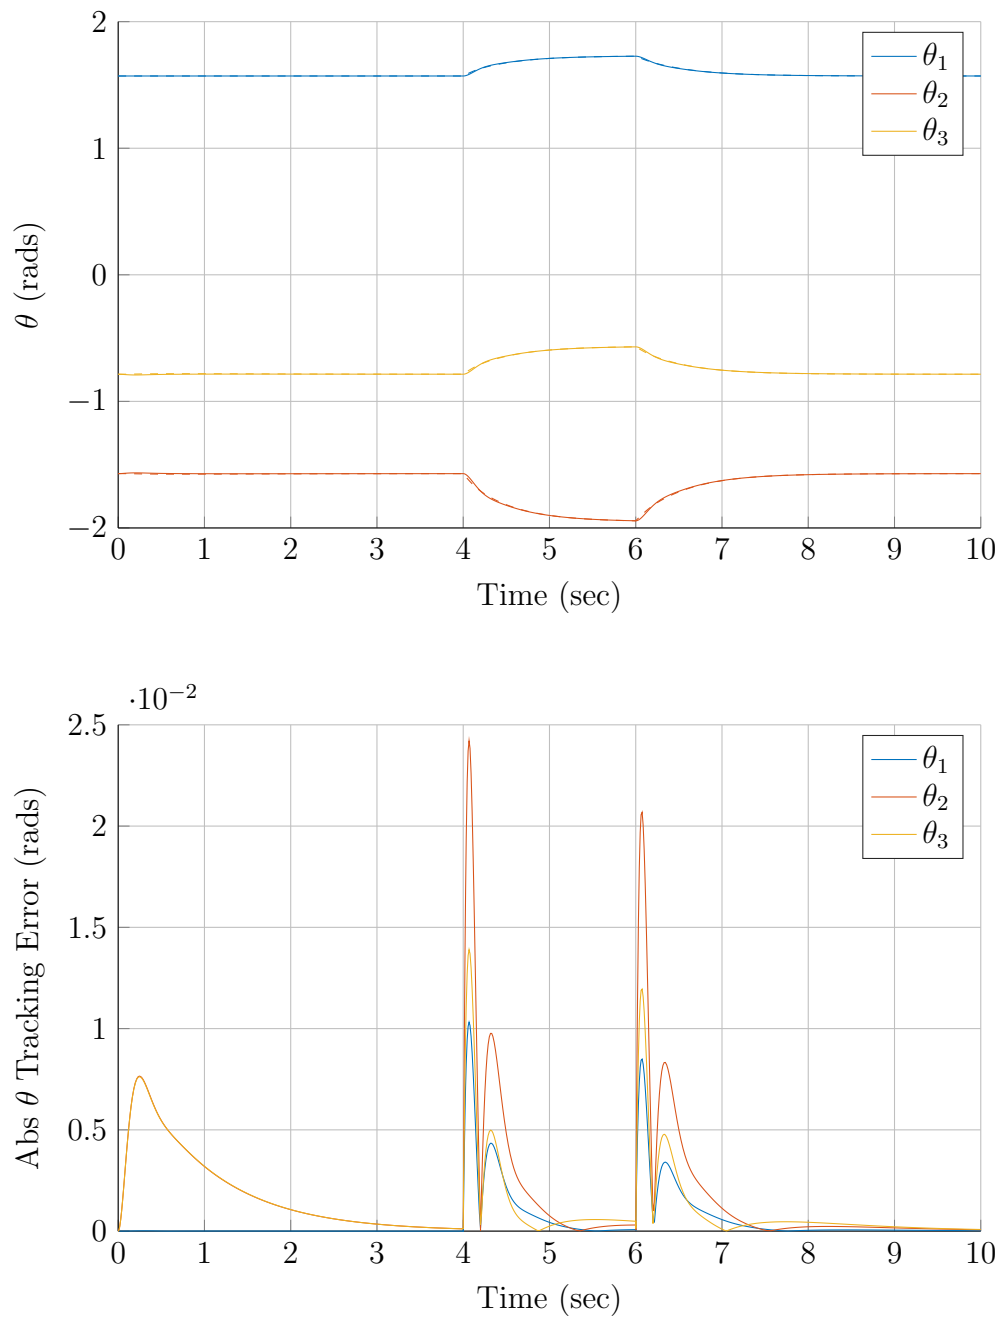 2
1
0
−1
−2
θ (rads)
0 1 2 3 4 5 6 7 8 9 10
Time (sec)
θ1
θ2
θ3
·10−2
2.5
2
1.5
1
0.5
0
Abs θ Tracking Error (rads)
0 1 2 3 4 5 6 7 8 9 10
Time (sec)
θ1
θ2
θ3